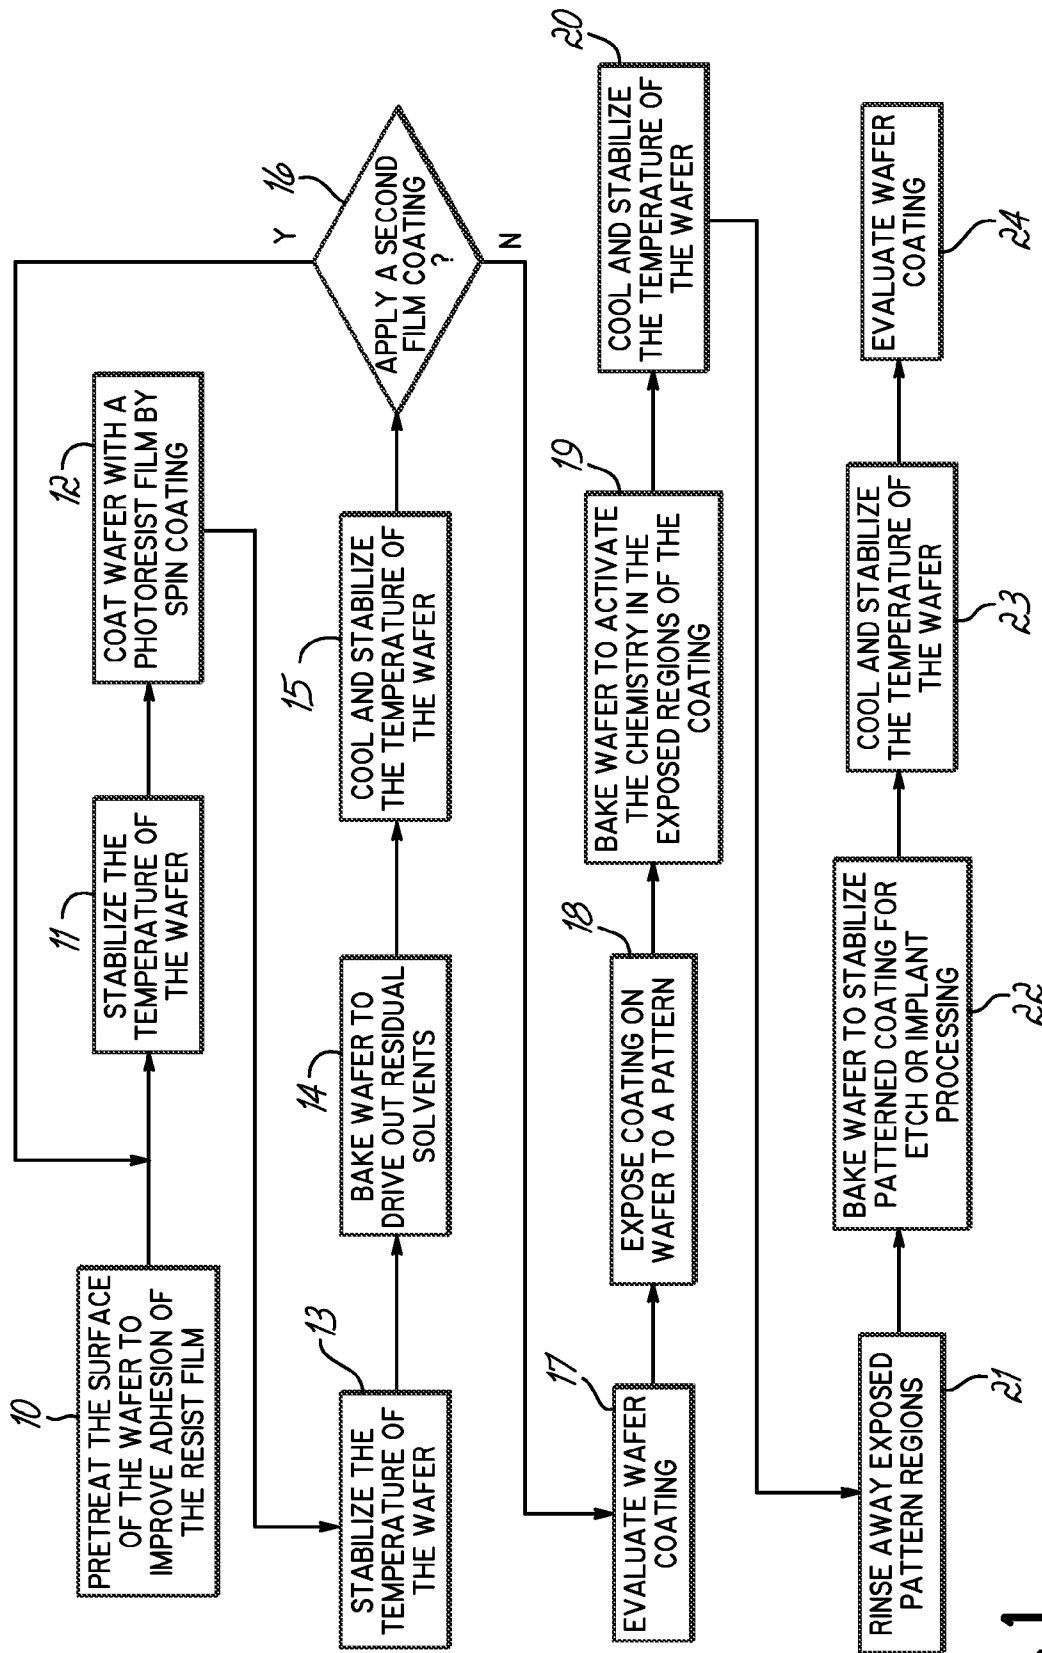 10
PRETREAT THE SURFACE
OF THE WAFER TO
IMPROVE ADHESION OF
THE RESIST FILM
11
STABILIZE THE
TEMPERATURE OF
THE WAFER
12
COAT WAFER WITH A
PHOTORESIST FILM BY
SPIN COATING
13
STABILIZE THE
TEMPERATURE OF
THE WAFER
14
BAKE WAFER TO
DRIVE OUT RESIDUAL
SOLVENTS
15
COOL AND STABILIZE
THE TEMPERATURE OF
THE WAFER
16
Y
APPLY A SECOND
FILM COATING
?
N
17
EVALUATE WAFER
COATING
18
EXPOSE COATING ON
WAFER TO A PATTERN
19
BAKE WAFER TO ACTIVATE
THE CHEMISTRY IN THE
EXPOSED REGIONS OF THE
COATING
20
COOL AND STABILIZE
THE TEMPERATURE OF
THE WAFER
RINSE AWAY EXPOSED
PATTERN REGIONS
21
BAKE WAFER TO STABILIZE
PATTERNED COATING FOR
ETCH OR IMPLANT
PROCESSING
22
COOL AND STABILIZE
THE TEMPERATURE OF
THE WAFER
23
EVALUATE WAFER
COATING
24
1